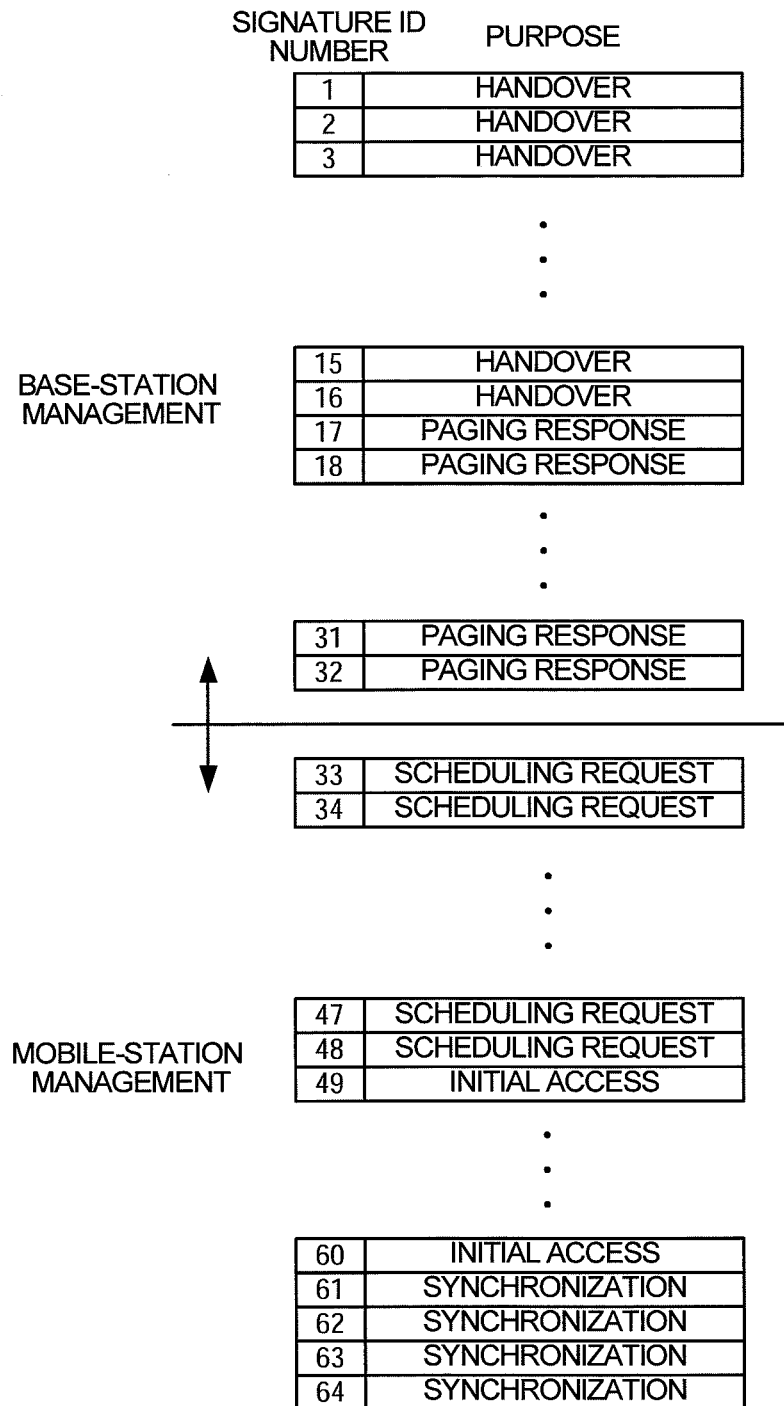 SIGNATURE ID
NUMBER
PURPOSE
1 HANDOVER
2 HANDOVER
3 HANDOVER
BASE-STATION
MANAGEMENT
15 HANDOVER
16 HANDOVER
17 PAGING RESPONSE
18 PAGING RESPONSE
31 PAGING RESPONSE
32 PAGING RESPONSE
33 SCHEDULING REQUEST
34 SCHEDULING REQUEST
MOBILE-STATION
MANAGEMENT
47 SCHEDULING REQUEST
48 SCHEDULING REQUEST
49 INITIAL ACCESS
60 INITIAL ACCESS
61 SYNCHRONIZATION
62 SYNCHRONIZATION
63 SYNCHRONIZATION
64 SYNCHRONIZATION